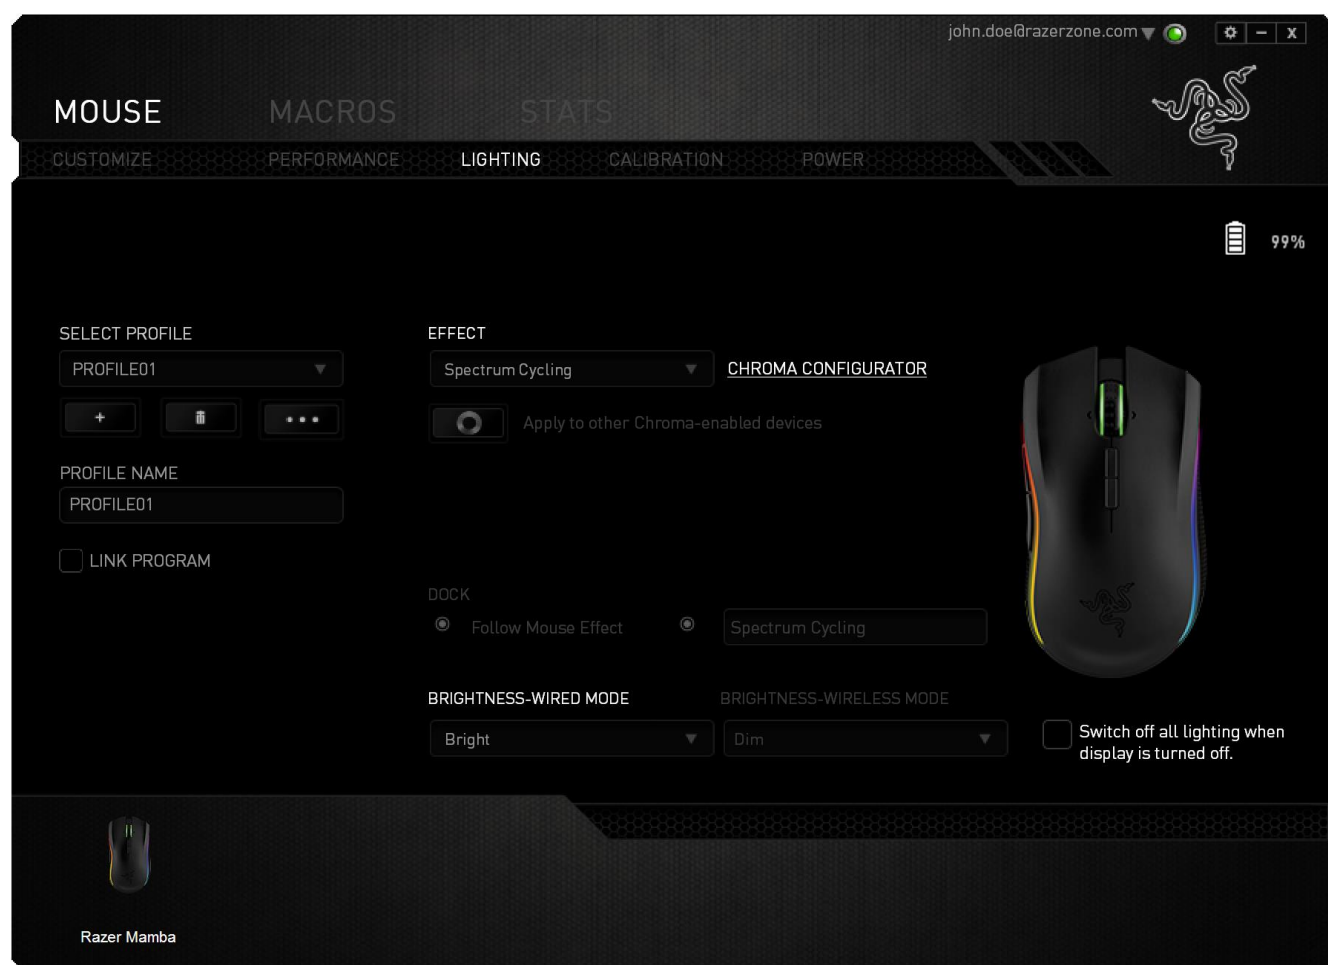 john.doe@razerzone.com
MOUSE MACROS STATS
CUSTOMIZE PERFORMANCE LIGHTING CALIBRATION POWER
99%
SELECT PROFILE
PROFILE01
PROFILE NAME
PROFILE01
LINK PROGRAM
EFFECT
Spectrum Cycling CHROMA CONFIGURATOR
Apply to other Chroma-enabled devices
DOCK
Follow Mouse Effect Spectrum Cycling
BRIGHTNESS-WIRED MODE BRIGHTNESS-WIRELESS MODE
Bright Dim
Switch off all lighting when
display is turned off.
Razer Mamba